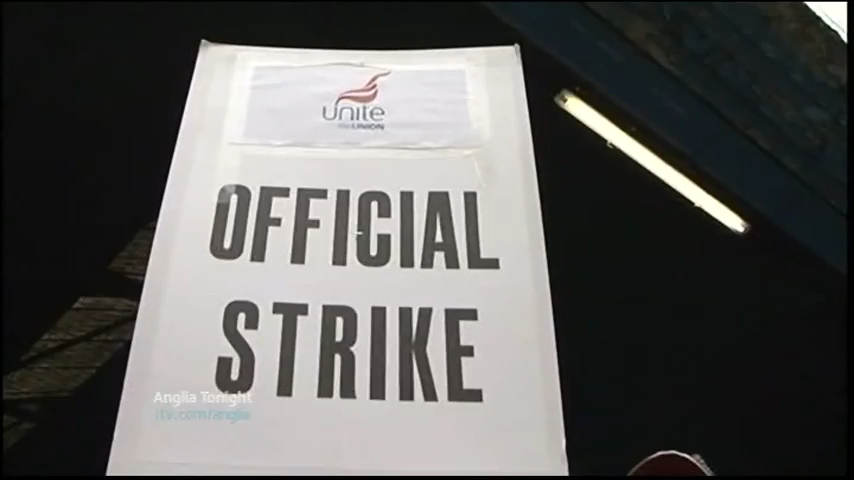 unite
the UNION
OFFICIAL
STRIKE
Anglia Tonight
itv.com/anglia